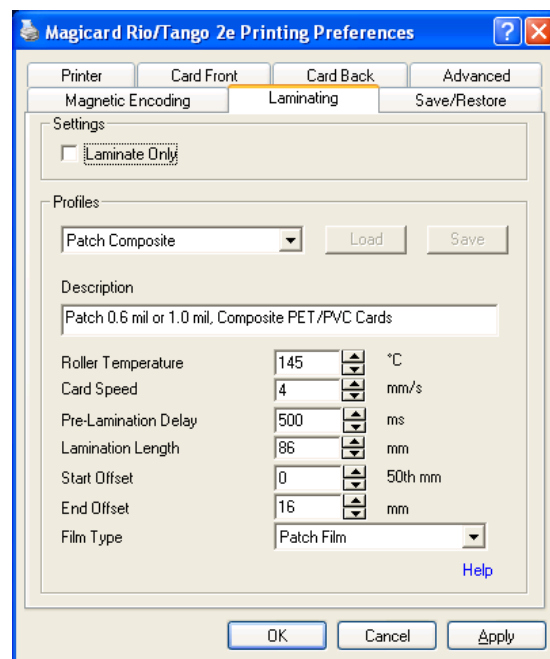 Magicard Rio/Tango 2e Printing Preferences
Printer Card Front Card Back Advanced
Magnetic Encoding Laminating Save/Restore
Settings
Laminate Only
Profiles
Patch Composite Load Save
Description
Patch 0.6 mil or 1.0 mil, Composite PET/PVC Cards
Roller Temperature 145 °C
Card Speed 4 mm/s
Pre-Lamination Delay 500 ms
Lamination Length 86 mm
Start Offset 0 50th mm
End Offset 16 mm
Film Type Patch Film
Help
OK Cancel Apply